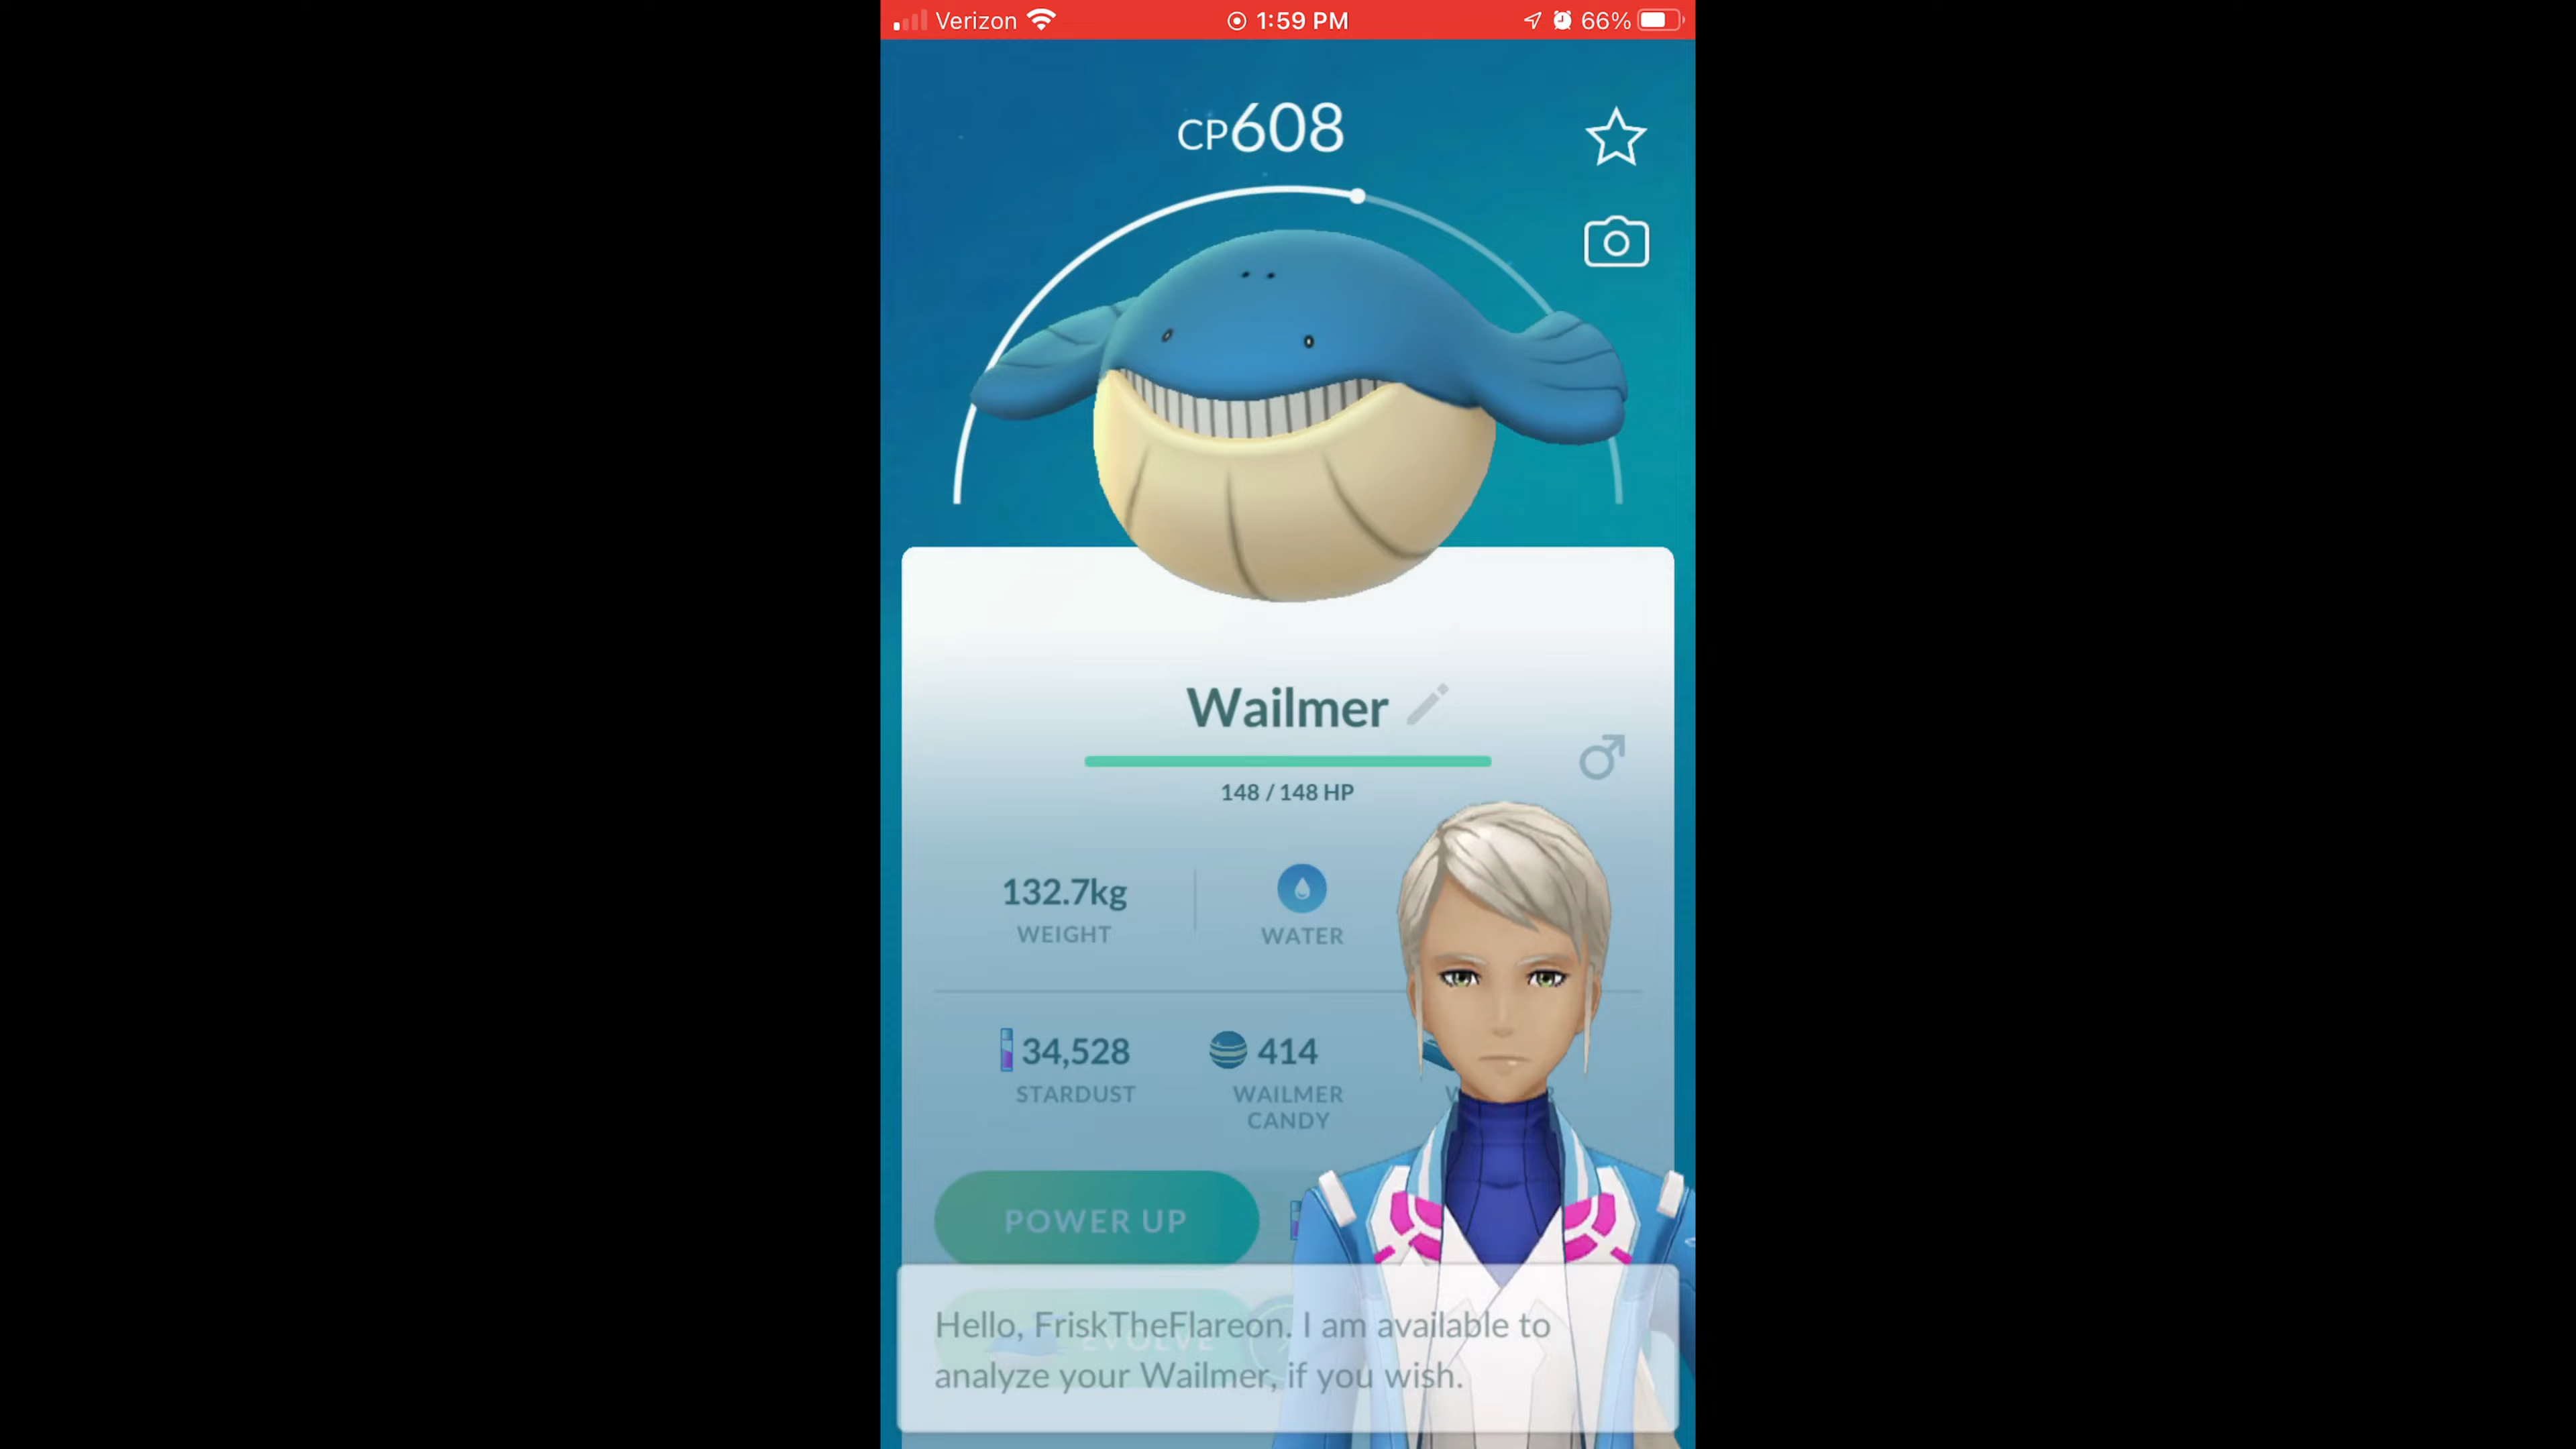 Verizon 1:59 PM 66%
CP608
Wailmer
148 / 148 HP
132.7kg
WEIGHT
WATER
34,528
STARDUST
414
WAILMER
CANDY
POWER UP
EVOLVE
Hello, FriskTheFlareon. I am available to
analyze your Wailmer, if you wish.